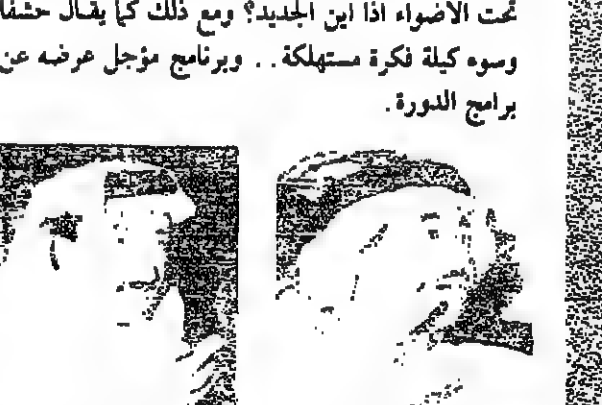 تحت الاضواء اذا اين الجديد؟ ومع ذلك كما يقال حشفا
وسوء كيلة فكرة مستهلكة . . وبرنامج مؤجل عرضه عن
برامج الدورة .